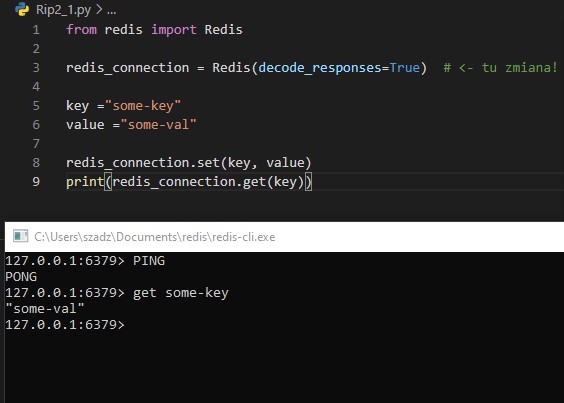 Rip2_1.py > ...
1 from redis import Redis
2
3 redis_connection = Redis(decode_responses=True)  # <- tu zmiana!
4
5 key ="some-key"
6 value ="some-val"
7
8 redis_connection.set(key, value)
9 print(redis_connection.get(key))
C:\Users\szadz\Documents\redis\redis-cli.exe
127.0.0.1:6379> PING
PONG
127.0.0.1:6379> get some-key
"some-val"
127.0.0.1:6379>